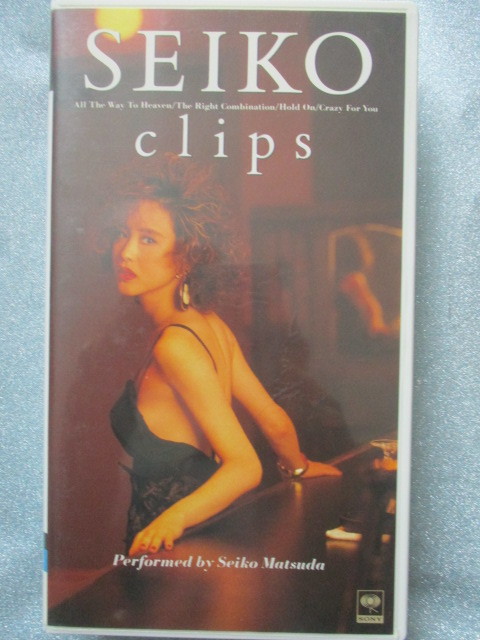 SEIKO
All The Way To Heaven/The Right Combination/Hold On/Crazy For You
clips
Performed by Seiko Matsuda
SONY